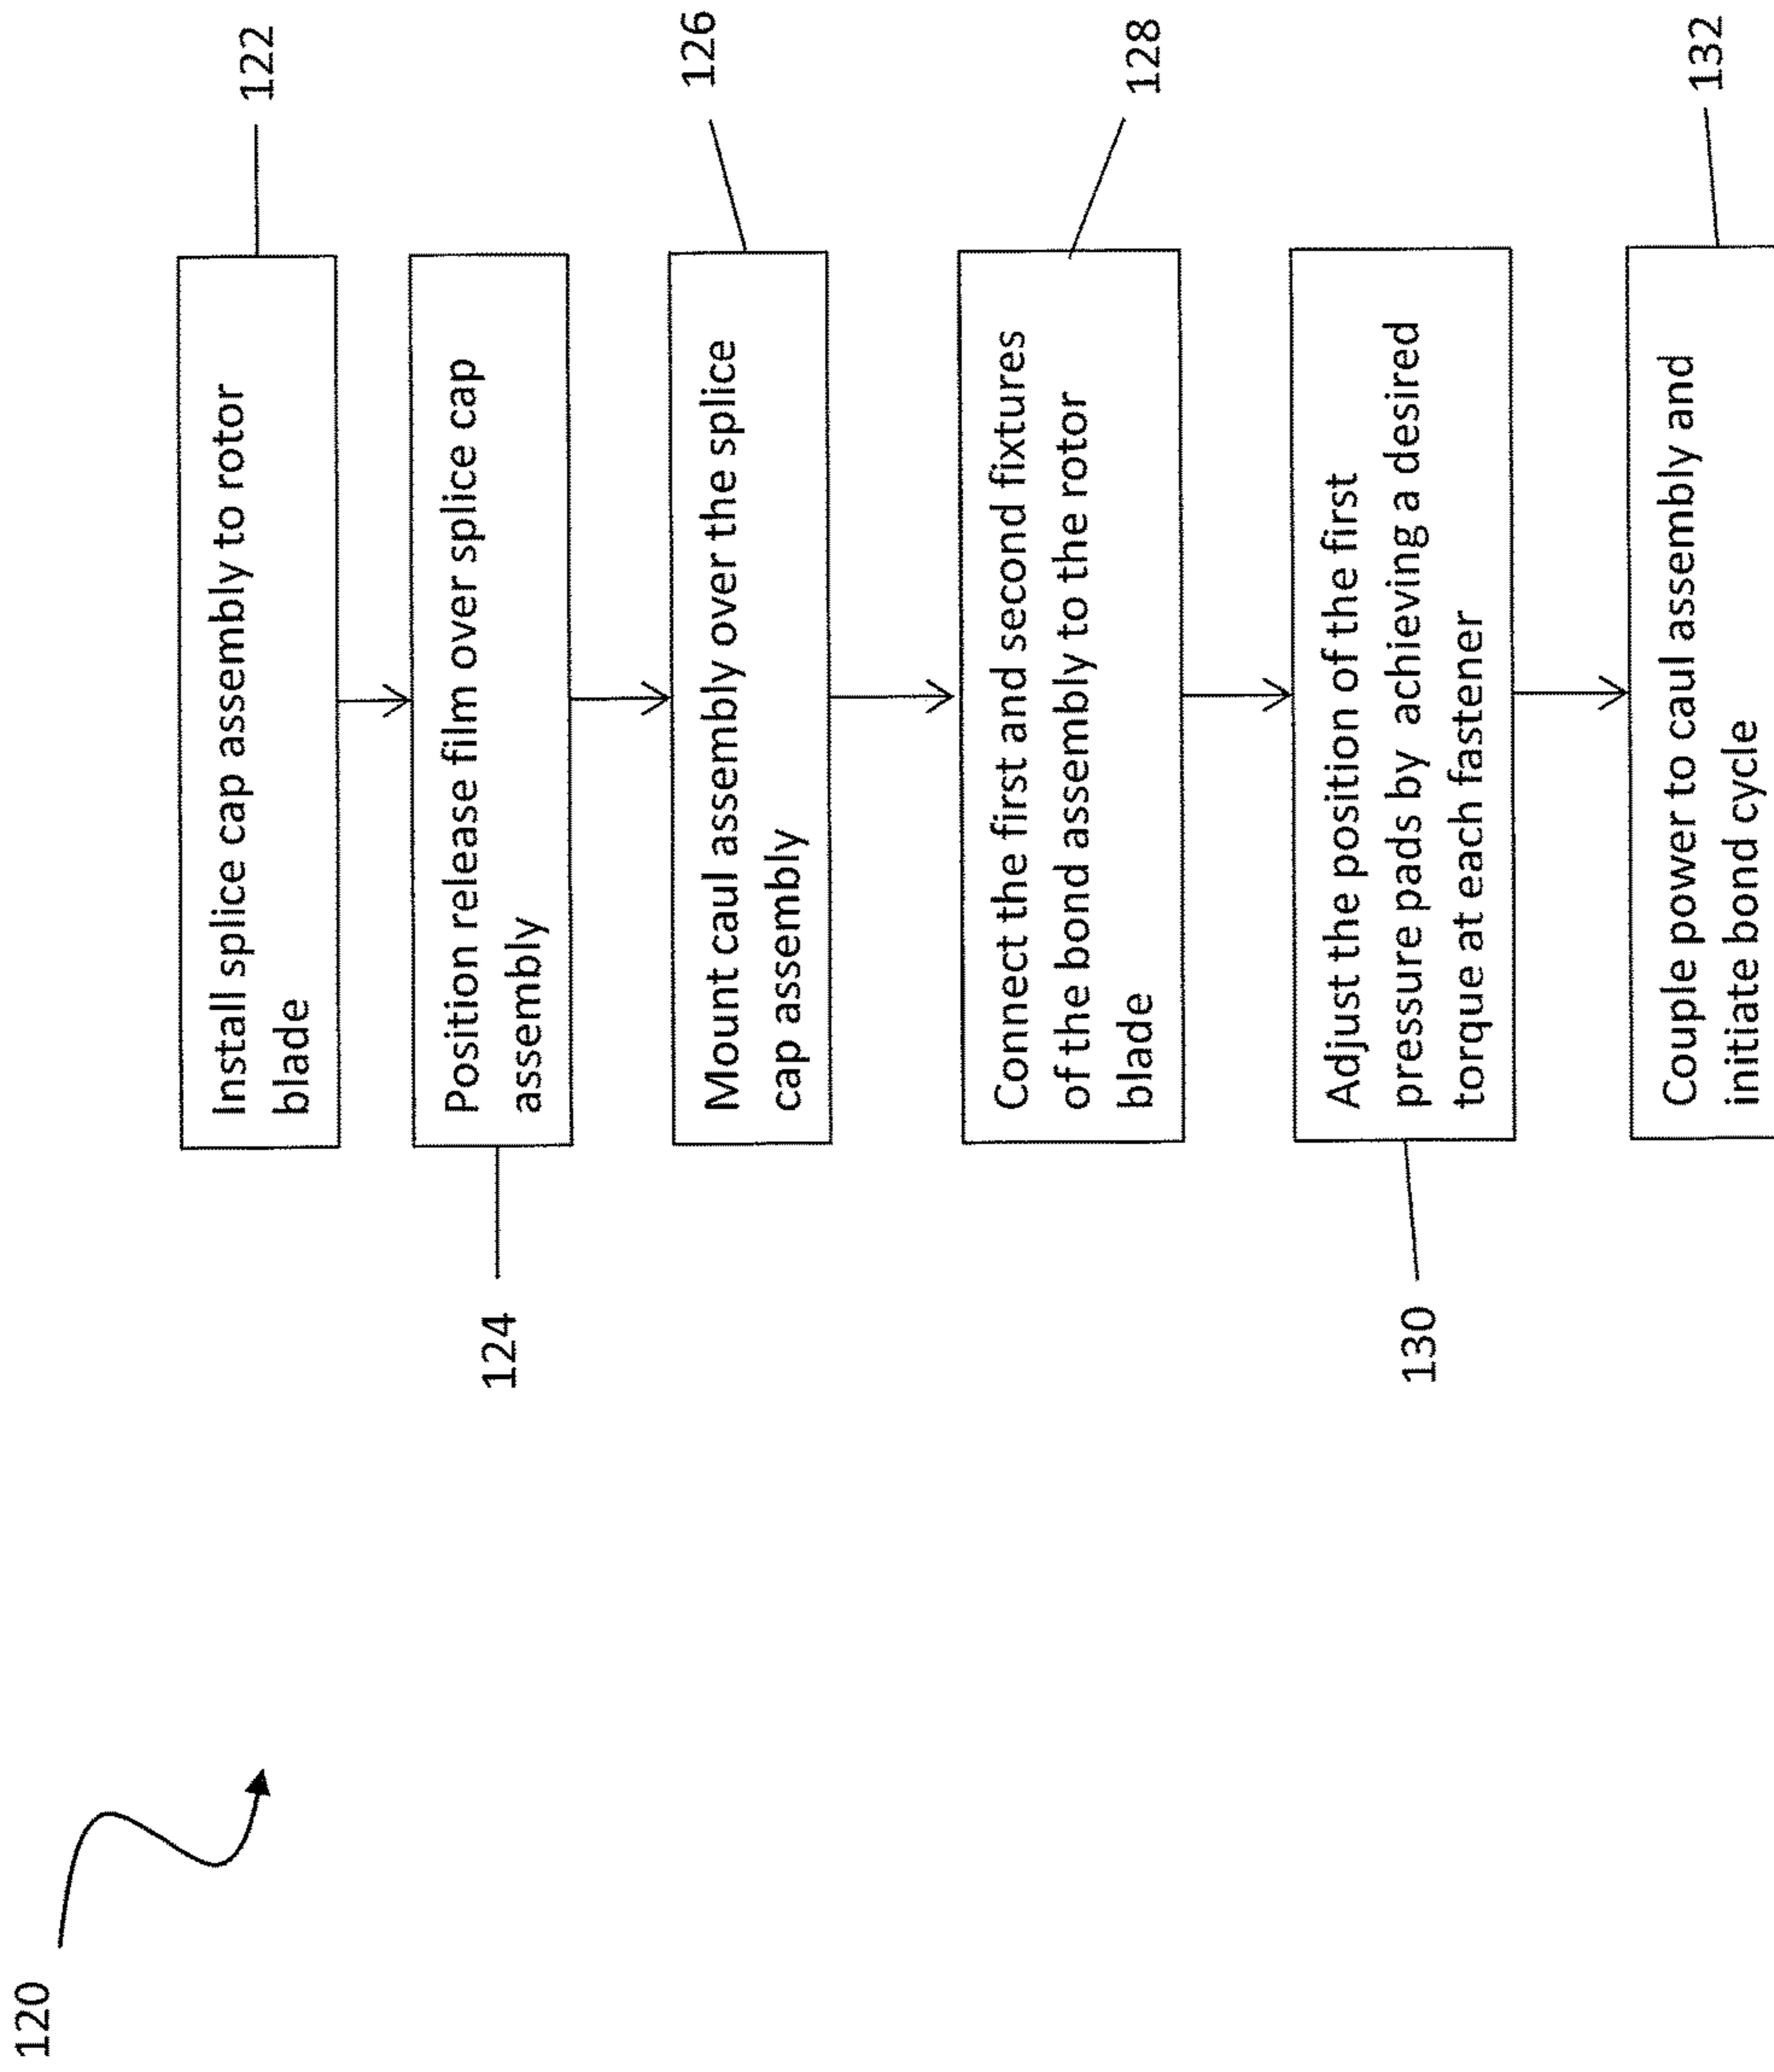 120
Install splice cap assembly to rotor
blade
122
Position release film over splice cap
assembly
124
Mount caul assembly over the splice
cap assembly
126
Connect the first and second fixtures
of the bond assembly to the rotor
blade
128
Adjust the position of the first
pressure pads by achieving a desired
torque at each fastener
130
Couple power to caul assembly and
initiate bond cycle
132